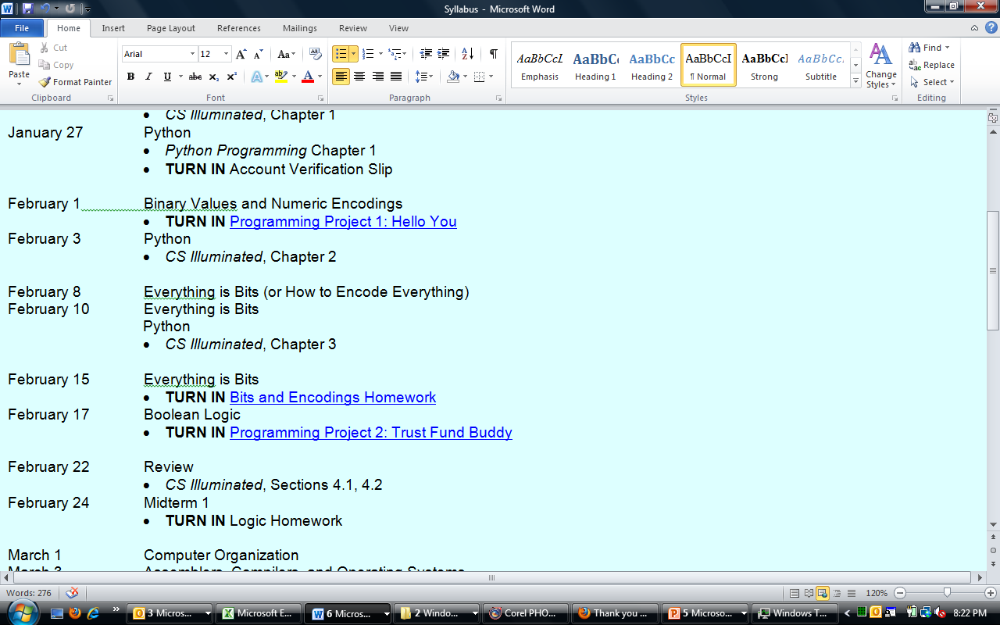 Syllabus - Microsoft Word
File Home Insert Page Layout References Mailings Review View
Paste
Cut
Copy
Format Painter
Clipboard
Arial 12
Font
Paragraph
AaBbCcI AaBbCc AaBbCc AaBbCcI AaBbCcl AaBbCc.
Emphasis Heading 1 Heading 2 ¶ Normal Strong Subtitle
Change Styles
Styles
Find
Replace
Select
Editing
• CS Illuminated, Chapter 1
January 27 Python
• Python Programming Chapter 1
• TURN IN Account Verification Slip
February 1 Binary Values and Numeric Encodings
• TURN IN Programming Project 1: Hello You
February 3 Python
• CS Illuminated, Chapter 2
February 8 Everything is Bits (or How to Encode Everything)
February 10 Everything is Bits
Python
• CS Illuminated, Chapter 3
February 15 Everything is Bits
• TURN IN Bits and Encodings Homework
February 17 Boolean Logic
• TURN IN Programming Project 2: Trust Fund Buddy
February 22 Review
• CS Illuminated, Sections 4.1, 4.2
February 24 Midterm 1
• TURN IN Logic Homework
March 1 Computer Organization
March 3 Assemblers, Compilers, and Operating Systems
Words: 276 120%
3 Micros... Microsoft E... 6 Micros... 2 Windo... Corel PHO... Thank you ... 5 Microso... Windows T... 8:22 PM